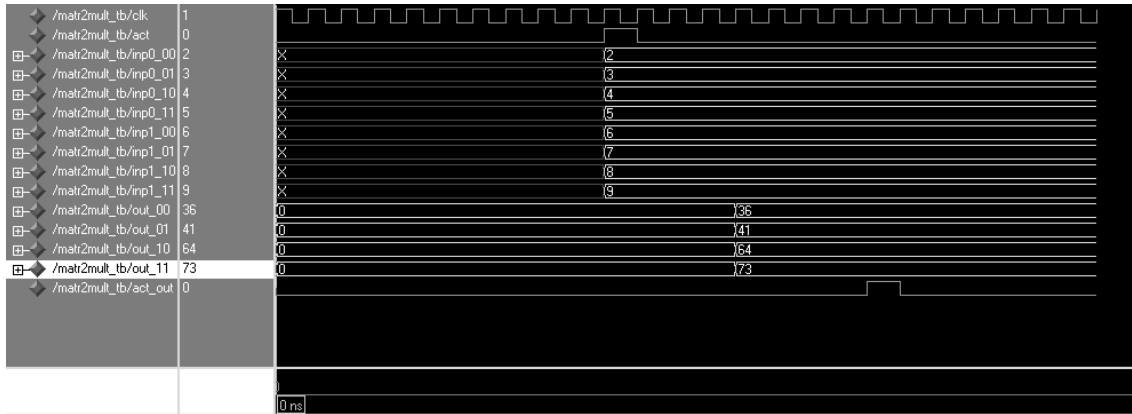 /matr2mult_tb/clk 1
/matr2mult_tb/act 0
/matr2mult_tb/inp0_00 2 X 2
/matr2mult_tb/inp0_01 3 X 3
/matr2mult_tb/inp0_10 4 X 4
/matr2mult_tb/inp0_11 5 X 5
/matr2mult_tb/inp1_00 6 X 6
/matr2mult_tb/inp1_01 7 X 7
/matr2mult_tb/inp1_10 8 X 8
/matr2mult_tb/inp1_11 9 X 9
/matr2mult_tb/out_00 36 0 36
/matr2mult_tb/out_01 41 0 41
/matr2mult_tb/out_10 64 0 64
/matr2mult_tb/out_11 73 0 73
/matr2mult_tb/act_out 0
0 ns